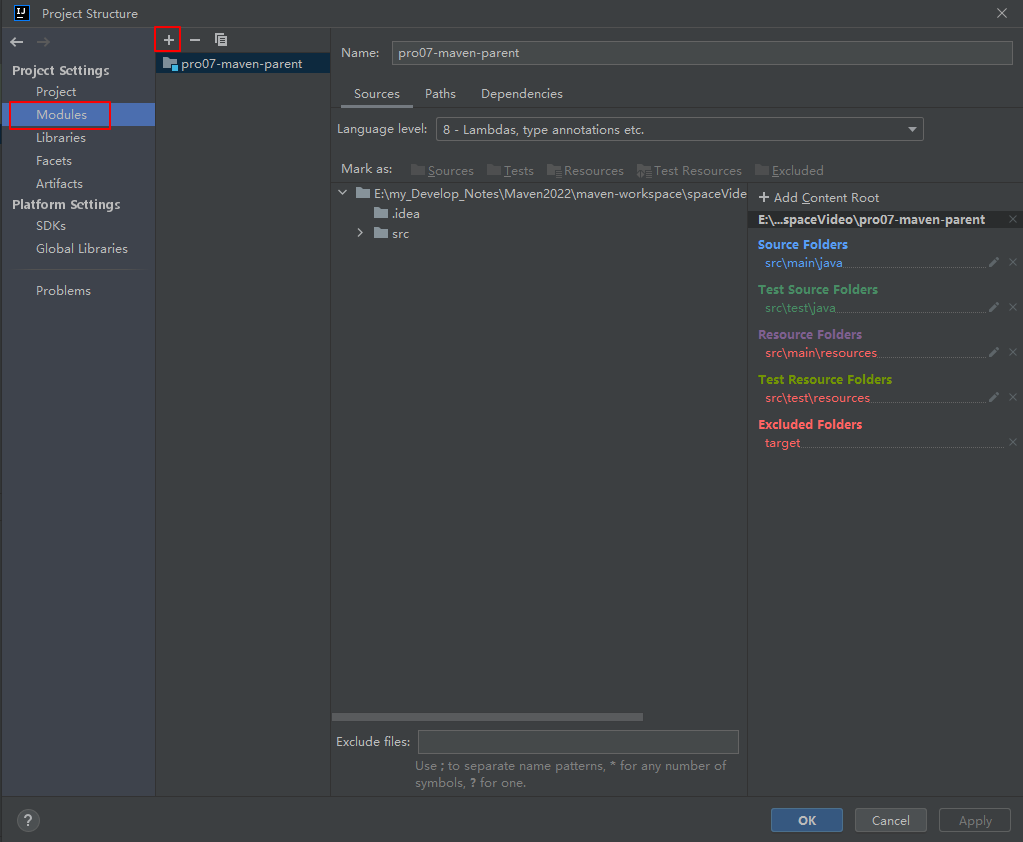 IJ Project Structure
Project Settings
Project
Modules
Libraries
Facets
Artifacts
Platform Settings
SDKs
Global Libraries
Problems
pro07-maven-parent
Name: pro07-maven-parent
Sources Paths Dependencies
Language level: 8 - Lambdas, type annotations etc.
Mark as: Sources Tests Resources Test Resources Excluded
E:\my_Develop_Notes\Maven2022\maven-workspace\spaceVide
.idea
src
+ Add Content Root
E:\...spaceVideo\pro07-maven-parent
Source Folders
src\main\java
Test Source Folders
src\test\java
Resource Folders
src\main\resources
Test Resource Folders
src\test\resources
Excluded Folders
target
Exclude files:
Use ; to separate name patterns, * for any number of
symbols, ? for one.
? OK Cancel Apply